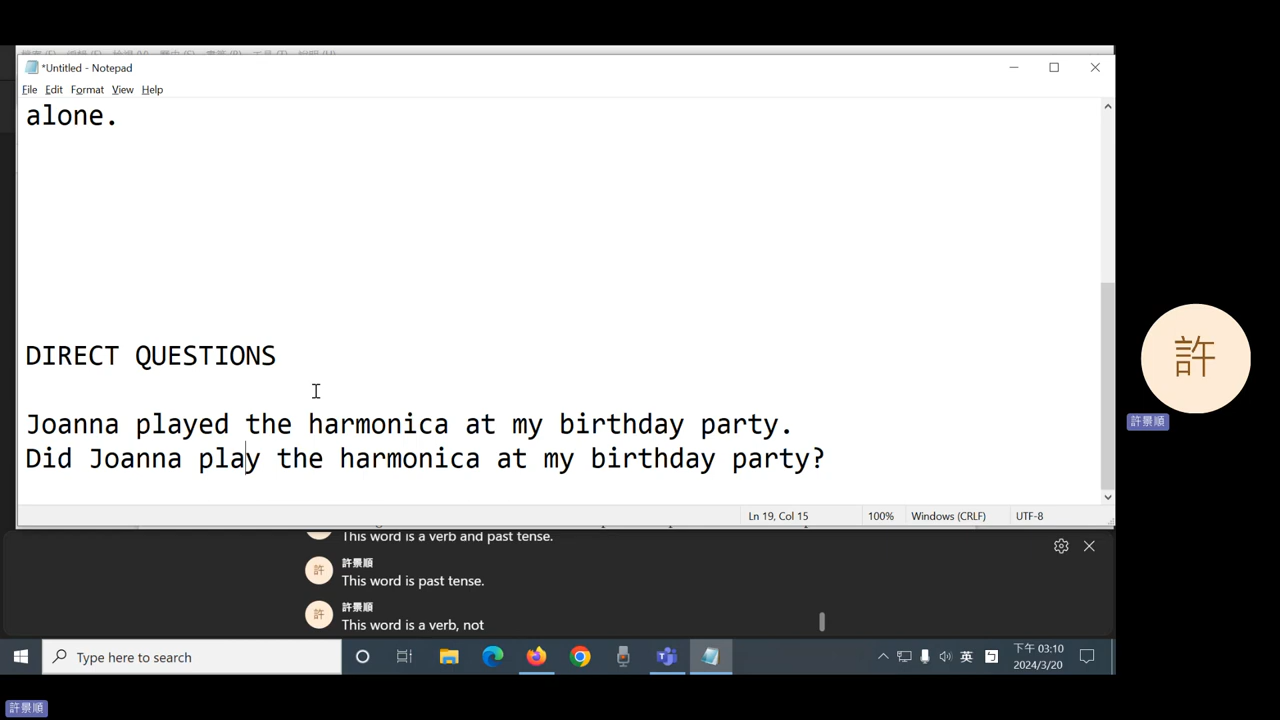 *Untitled - Notepad
File Edit Format View Help
alone.
DIRECT QUESTIONS
Joanna played the harmonica at my birthday party.
Did Joanna play the harmonica at my birthday party?
Ln 19, Col 15 100% Windows (CRLF) UTF-8
This word is a verb and past tense.
許 許景順
This word is past tense.
許 許景順
This word is a verb, not
許
許景順
Type here to search
英
下午 03:10
2024/3/20
許景順